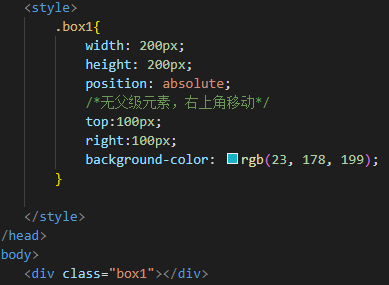 <style>
.box1{
width: 200px;
height: 200px;
position: absolute;
/*无父级元素，右上角移动*/
top:100px;
right:100px;
background-color: rgb(23, 178, 199);
}
</style>
/head>
body>
<div class="box1"></div>